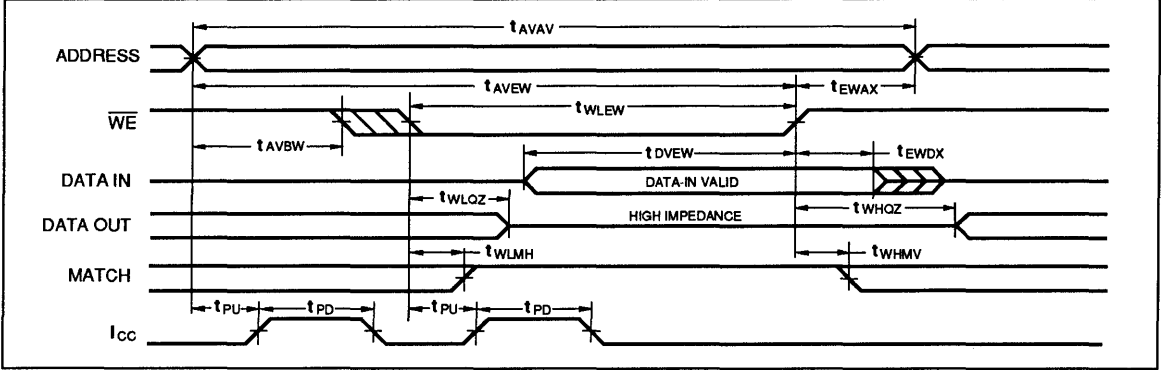 tAVAV
ADDRESS
tAVEW
tEWAX
tWLEW
WE
tAVBW
tDVEW
tEWDX
DATA IN
DATA-IN VALID
tWLQZ
tWHQZ
DATA OUT
HIGH IMPEDANCE
tWLMH
tWHMV
MATCH
tPU
tPD
tPU
tPD
ICC